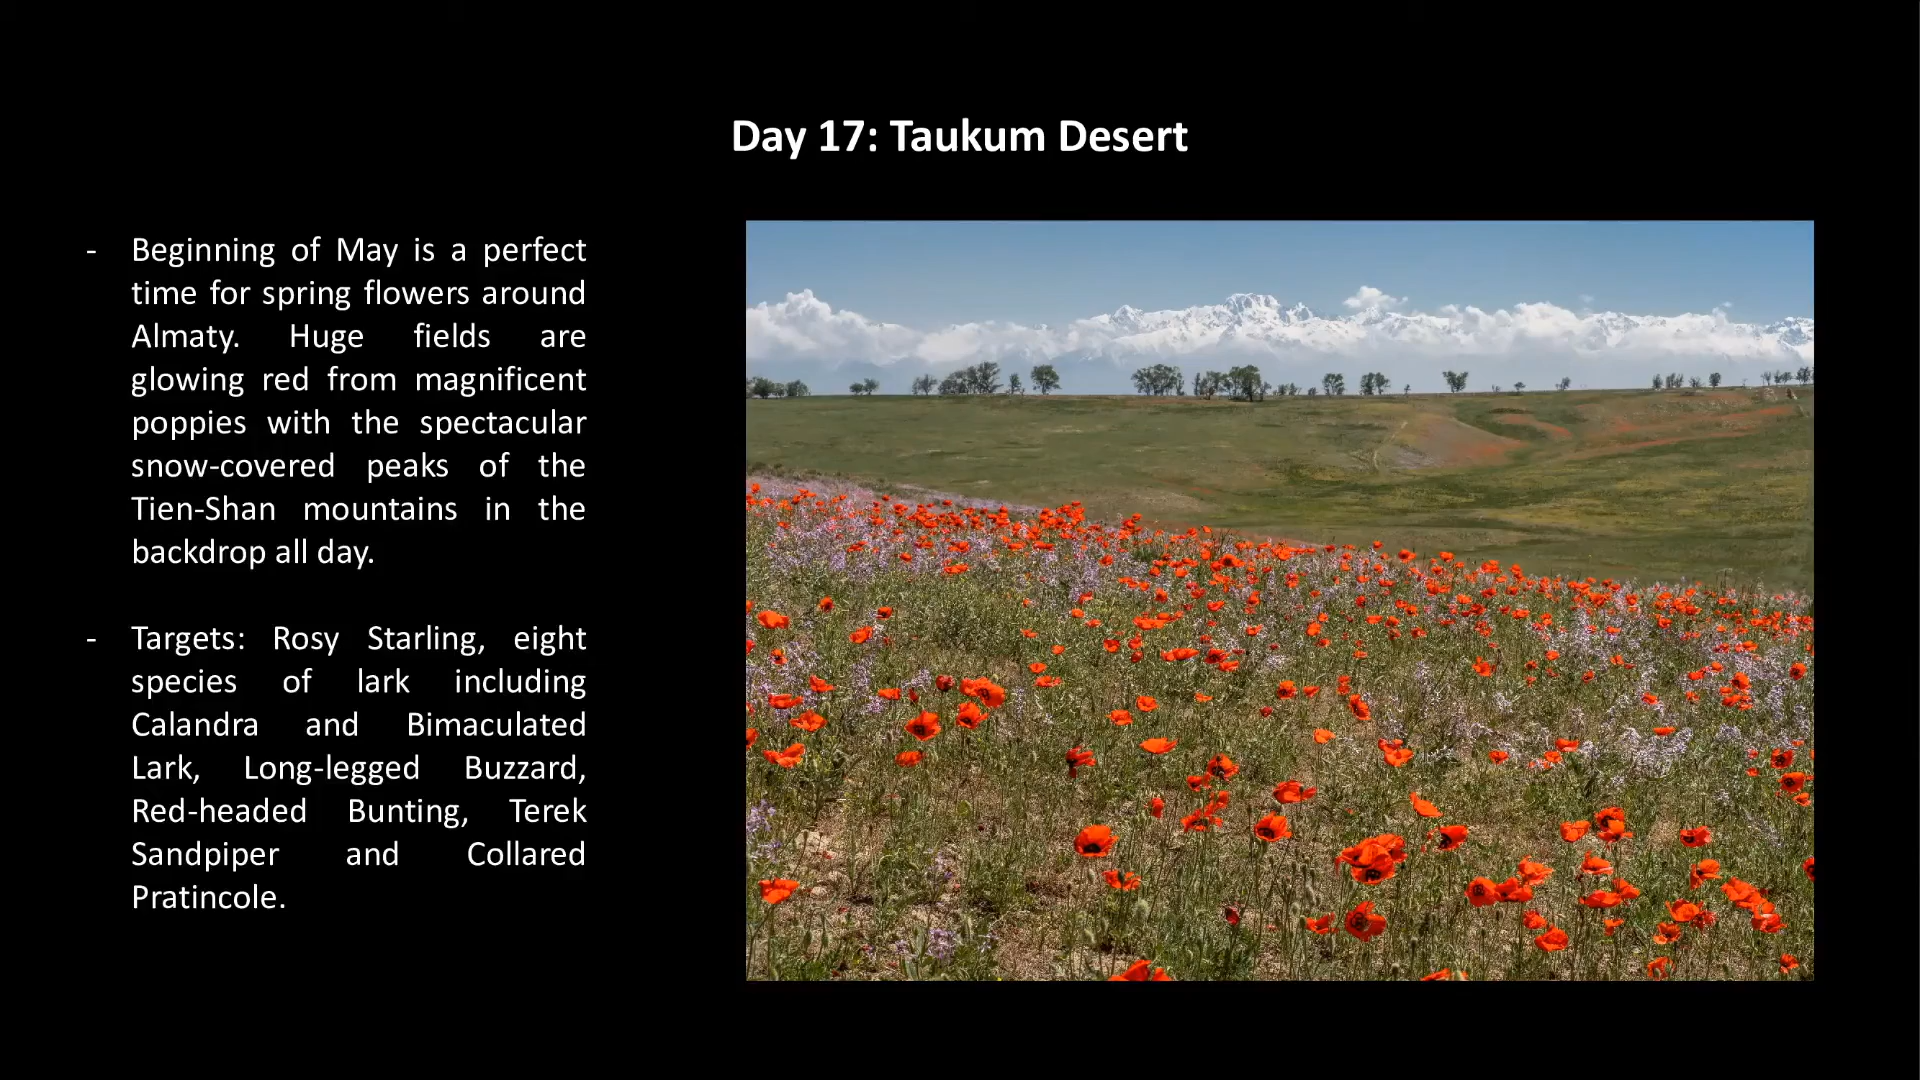 Day 17: Taukum Desert
- Beginning of May is a perfect
time for spring flowers around
Almaty. Huge fields are
glowing red from magnificent
poppies with the spectacular
snow-covered peaks of the
Tien-Shan mountains in the
backdrop all day.
- Targets: Rosy Starling, eight
species of lark including
Calandra and Bimaculated
Lark, Long-legged Buzzard,
Red-headed Bunting, Terek
Sandpiper and Collared
Pratincole.